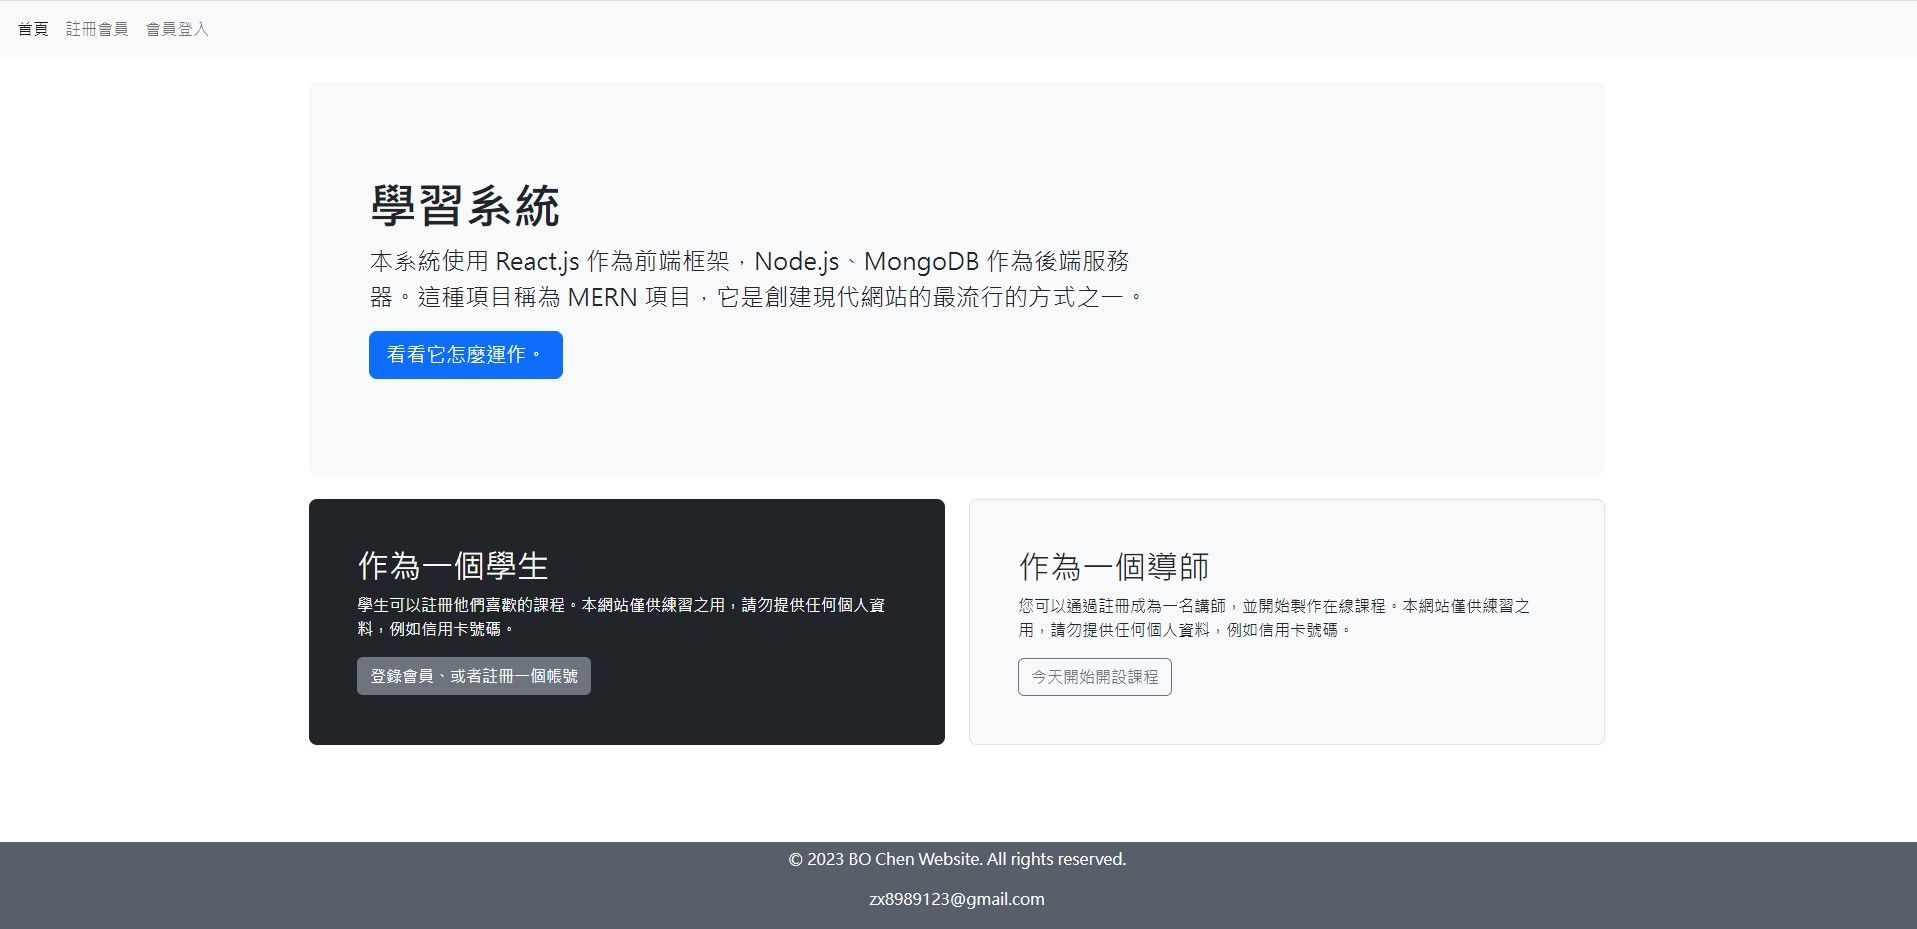 首頁 註冊會員 會員登入
學習系統
本系統使用 React.js 作為前端框架，Node.js、MongoDB 作為後端服務
器。這種項目稱為 MERN 項目，它是創建現代網站的最流行的方式之一。
看看它怎麼運作。
作為一個學生
學生可以註冊他們喜歡的課程。本網站僅供練習之用，請勿提供任何個人資
料，例如信用卡號碼。
登錄會員、或者註冊一個帳號
作為一個導師
您可以通過註冊成為一名講師，並開始製作在線課程。本網站僅供練習之
用，請勿提供任何個人資料，例如信用卡號碼。
今天開始開設課程
© 2023 BO Chen Website. All rights reserved.
zx8989123@gmail.com